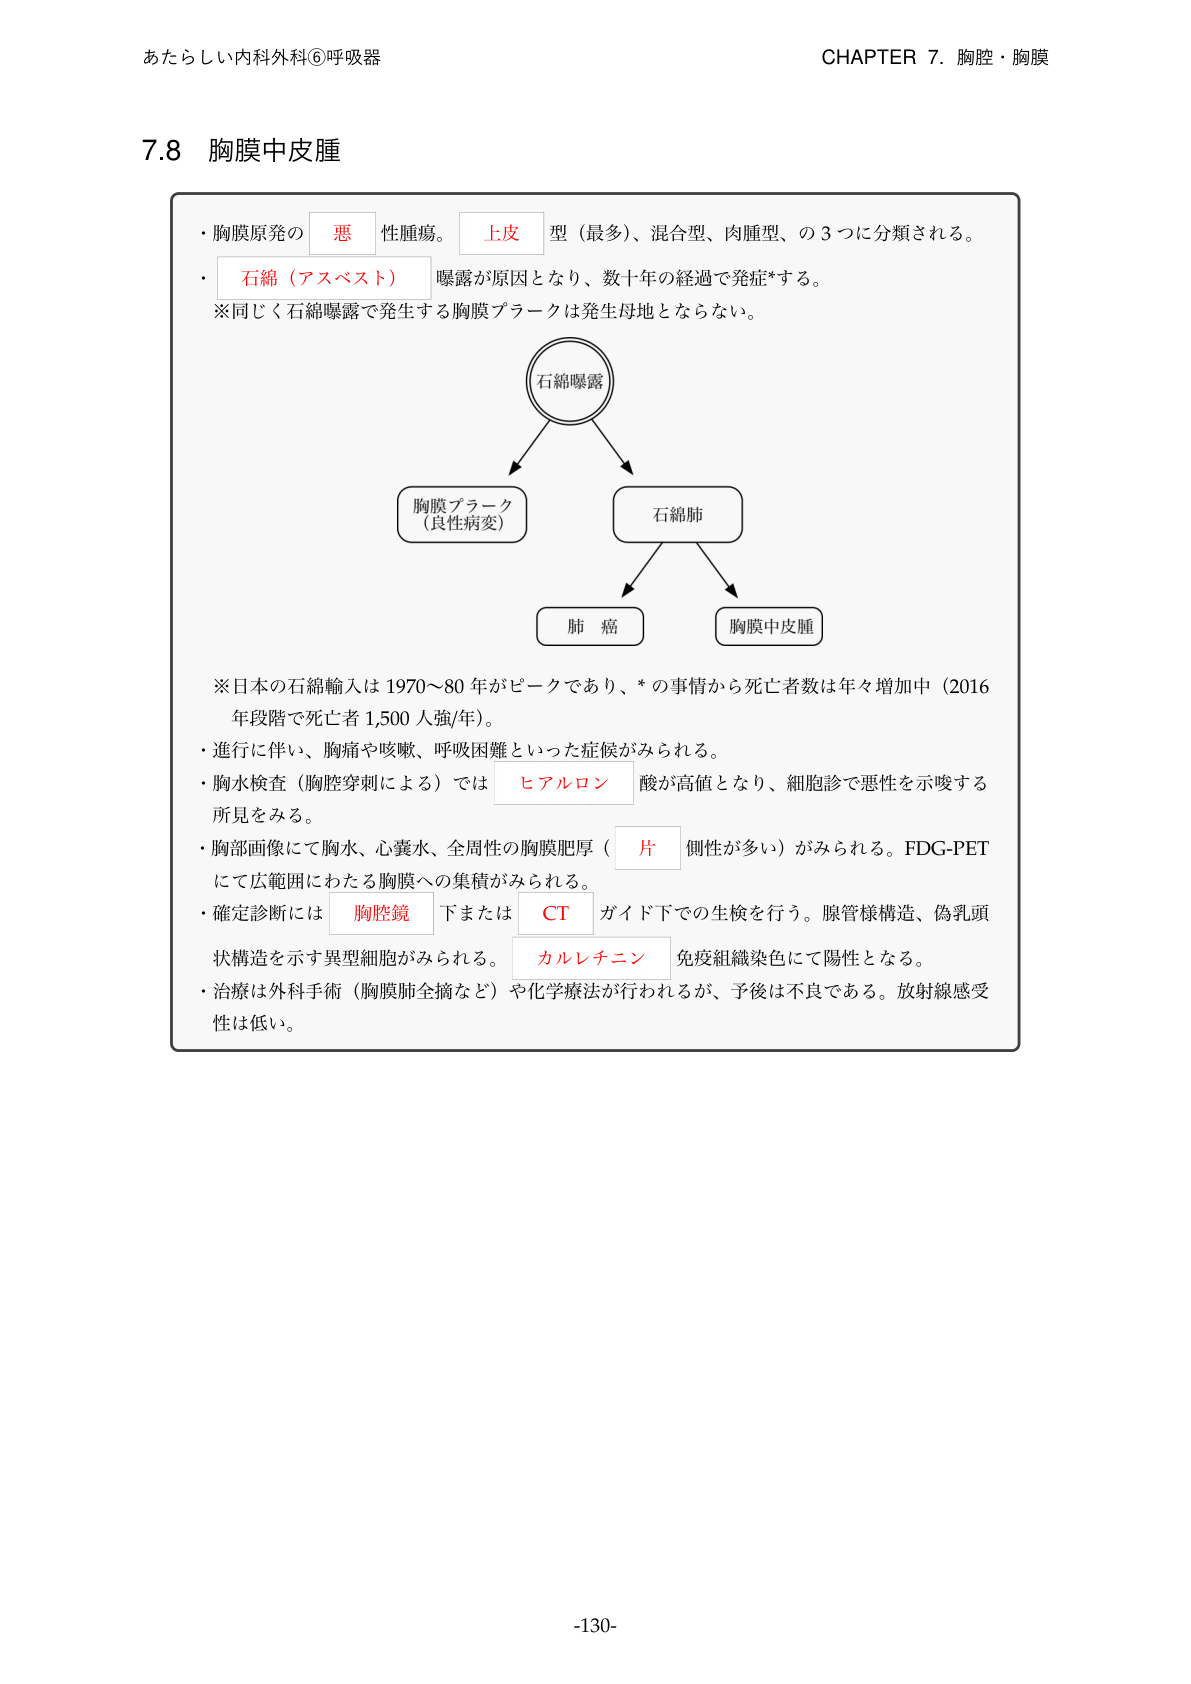 あたらしい内科外科⑥呼吸器
CHAPTER 7. 胸腔・胸膜
7.8 胸膜中皮腫
・胸膜原発の 悪 性腫瘍。 上皮 型（最多）、混合型、肉腫型、の 3 つに分類される。
・ 石綿（アスベスト） 曝露が原因となり、数十年の経過で発症*する。
※同じく石綿曝露で発生する胸膜プラークは発生母地とならない。
石綿曝露
胸膜プラーク
（良性病変）
石綿肺
肺 癌
胸膜中皮腫
※日本の石綿輸入は 1970〜80 年がピークであり、* の事情から死亡者数は年々増加中（2016
年段階で死亡者 1,500 人強/年）。
・進行に伴い、胸痛や咳嗽、呼吸困難といった症候がみられる。
・胸水検査（胸腔穿刺による）では ヒアルロン 酸が高値となり、細胞診で悪性を示唆する
所見をみる。
・胸部画像にて胸水、心嚢水、全周性の胸膜肥厚（ 片 側性が多い）がみられる。FDG-PET
にて広範囲にわたる胸膜への集積がみられる。
・確定診断には 胸腔鏡 下または CT ガイド下での生検を行う。腺管様構造、偽乳頭
状構造を示す異型細胞がみられる。 カルレチニン 免疫組織染色にて陽性となる。
・治療は外科手術（胸膜肺全摘など）や化学療法が行われるが、予後は不良である。放射線感受
性は低い。
-130-